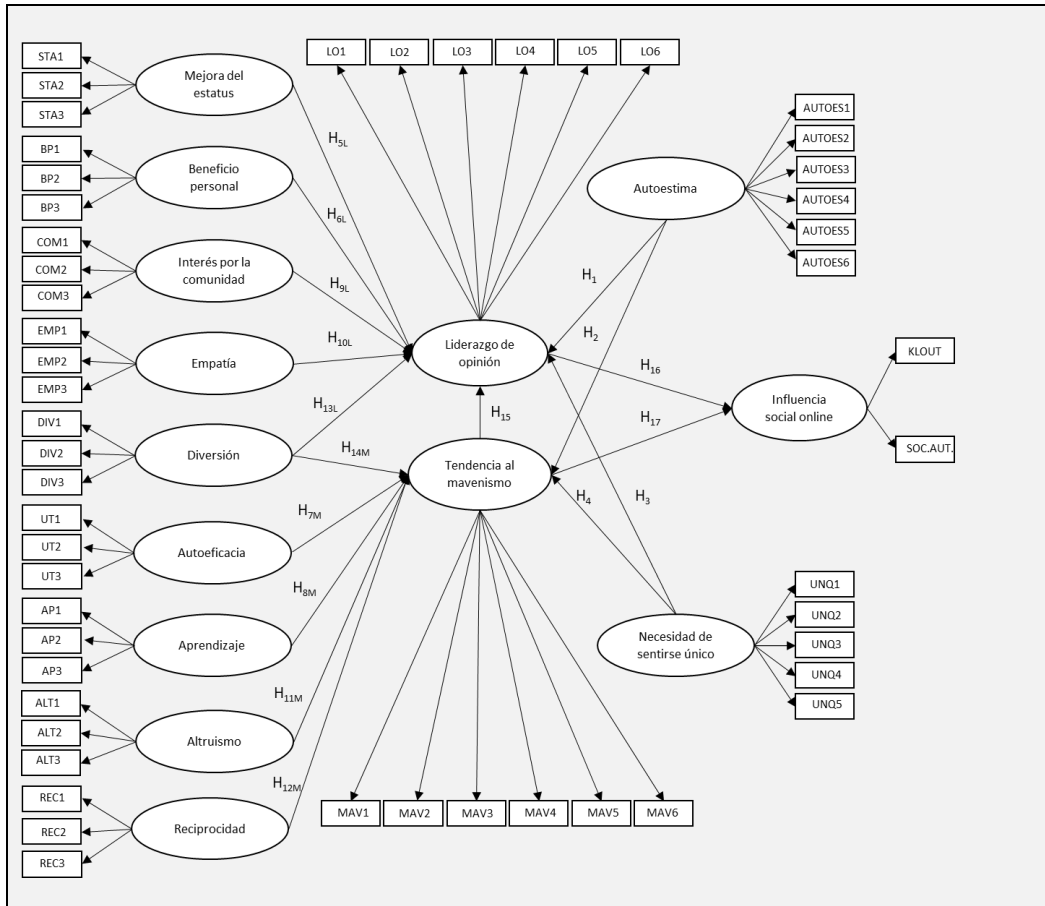 STA1
STA2
STA3
Mejora del
estatus
BP1
BP2
BP3
Beneficio
personal
COM1
COM2
COM3
Interés por la
comunidad
EMP1
EMP2
EMP3
Empatía
DIV1
DIV2
DIV3
Diversión
UT1
UT2
UT3
Autoeficacia
AP1
AP2
AP3
Aprendizaje
ALT1
ALT2
ALT3
Altruismo
REC1
REC2
REC3
Reciprocidad
H5L
H6L
H9L
H10L
H13L
H14M
H7M
H8M
H11M
H12M
LO1
LO2
LO3
LO4
LO5
LO6
Liderazgo de
opinión
H15
Tendencia al
mavenismo
MAV1
MAV2
MAV3
MAV4
MAV5
MAV6
Autoestima
AUTOES1
AUTOES2
AUTOES3
AUTOES4
AUTOES5
AUTOES6
H1
H2
H16
H17
H3
H4
Influencia
social online
KLOUT
SOC.AUT.
Necesidad de
sentirse único
UNQ1
UNQ2
UNQ3
UNQ4
UNQ5